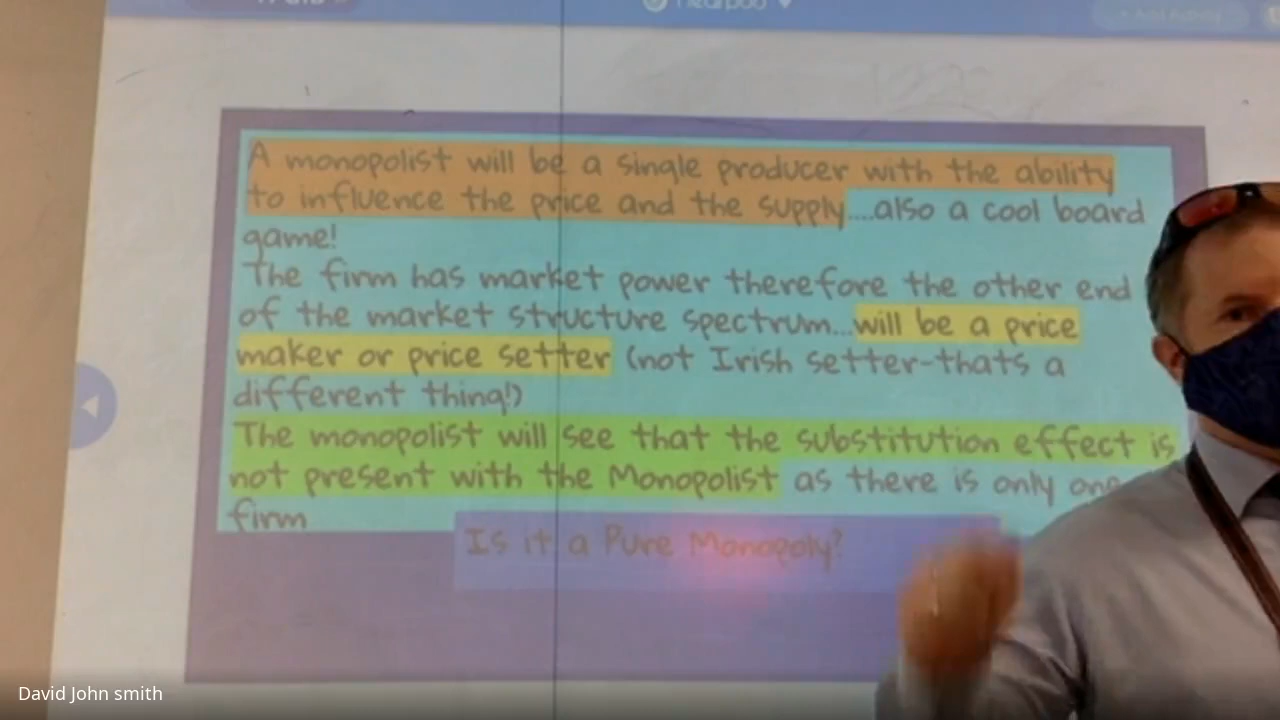 nearpod
A monopolist will be a single producer with the ability
to influence the price and the supply....also a cool board
game!
The firm has market power therefore the other end
of the market structure spectrum...will be a price
maker or price setter (not Irish setter-thats a
different thing!)
The monopolist will see that the substitution effect is
not present with the Monopolist as there is only one
firm
Is it a Pure Monopoly?
David John smith